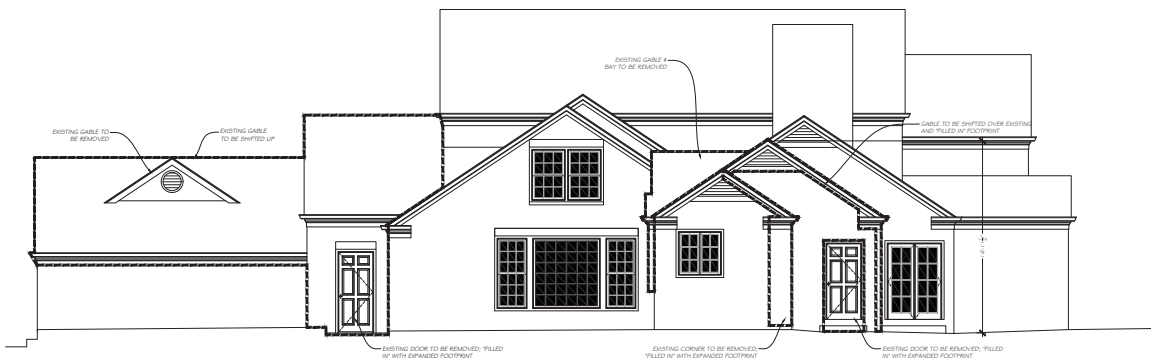 EXISTING GABLE &
BAY TO BE REMOVED
EXISTING GABLE TO
BE REMOVED
EXISTING GABLE
TO BE SHIFTED UP
GABLE TO BE SHIFTED OVER EXISTING
AND "FILLED IN" FOOTPRINT
EXISTING DOOR TO BE REMOVED; "FILLED
IN" WITH EXPANDED FOOTPRINT
EXISTING CORNER TO BE REMOVED;
"FILLED IN" WITH EXPANDED FOOTPRINT
EXISTING DOOR TO BE REMOVED; "FILLED
IN" WITH EXPANDED FOOTPRINT